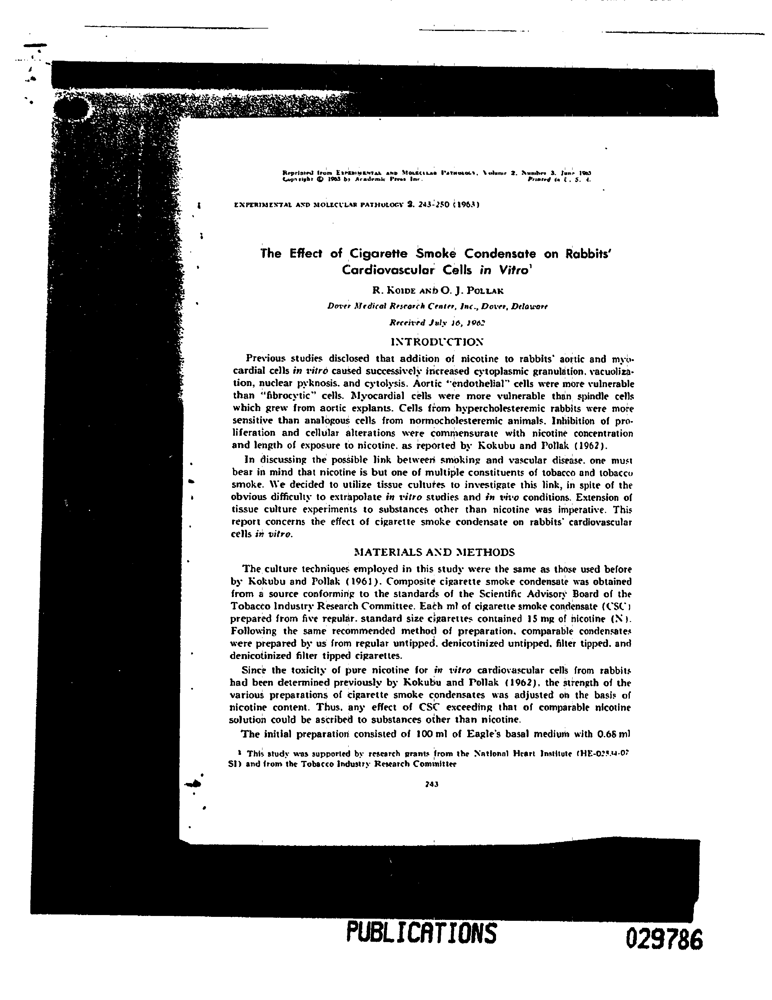 Reprinted from EXPERIMENTAL AND MOLECULAR PATHOLOGY, Volume 2, Number 3, June 1963
Copyright © 1963 by Academic Press Inc. Printed in U. S. A.
EXPERIMENTAL AND MOLECULAR PATHOLOGY 2, 243-250 (1963)
The Effect of Cigarette Smoke Condensate on Rabbits'
Cardiovascular Cells in Vitro¹
R. KOIDE AND O. J. POLLAK
Dover Medical Research Center, Inc., Dover, Delaware
Received July 16, 1962
INTRODUCTION
Previous studies disclosed that addition of nicotine to rabbits' aortic and myo-
cardial cells in vitro caused successively increased cytoplasmic granulation, vacuoliza-
tion, nuclear pyknosis, and cytolysis. Aortic "endothelial" cells were more vulnerable
than "fibrocytic" cells. Myocardial cells were more vulnerable than spindle cells
which grew from aortic explants. Cells from hypercholesteremic rabbits were more
sensitive than analogous cells from normocholesteremic animals. Inhibition of pro-
liferation and cellular alterations were commensurate with nicotine concentration
and length of exposure to nicotine, as reported by Kokubu and Pollak (1962).
In discussing the possible link between smoking and vascular disease, one must
bear in mind that nicotine is but one of multiple constituents of tobacco and tobacco
smoke. We decided to utilize tissue cultures to investigate this link, in spite of the
obvious difficulty to extrapolate in vitro studies and in vivo conditions. Extension of
tissue culture experiments to substances other than nicotine was imperative. This
report concerns the effect of cigarette smoke condensate on rabbits' cardiovascular
cells in vitro.
MATERIALS AND METHODS
The culture techniques employed in this study were the same as those used before
by Kokubu and Pollak (1961). Composite cigarette smoke condensate was obtained
from a source conforming to the standards of the Scientific Advisory Board of the
Tobacco Industry Research Committee. Each ml of cigarette smoke condensate (CSC)
prepared from five regular, standard size cigarettes contained 15 mg of nicotine (N).
Following the same recommended method of preparation, comparable condensates
were prepared by us from regular untipped, denicotinized untipped, filter tipped, and
denicotinized filter tipped cigarettes.
Since the toxicity of pure nicotine for in vitro cardiovascular cells from rabbits
had been determined previously by Kokubu and Pollak (1962), the strength of the
various preparations of cigarette smoke condensates was adjusted on the basis of
nicotine content. Thus, any effect of CSC exceeding that of comparable nicotine
solution could be ascribed to substances other than nicotine.
The initial preparation consisted of 100 ml of Eagle's basal medium with 0.68 ml
¹ This study was supported by research grants from the National Heart Institute
S1) and from the Tobacco Industry Research Committee
243
PUBLICATIONS
029786